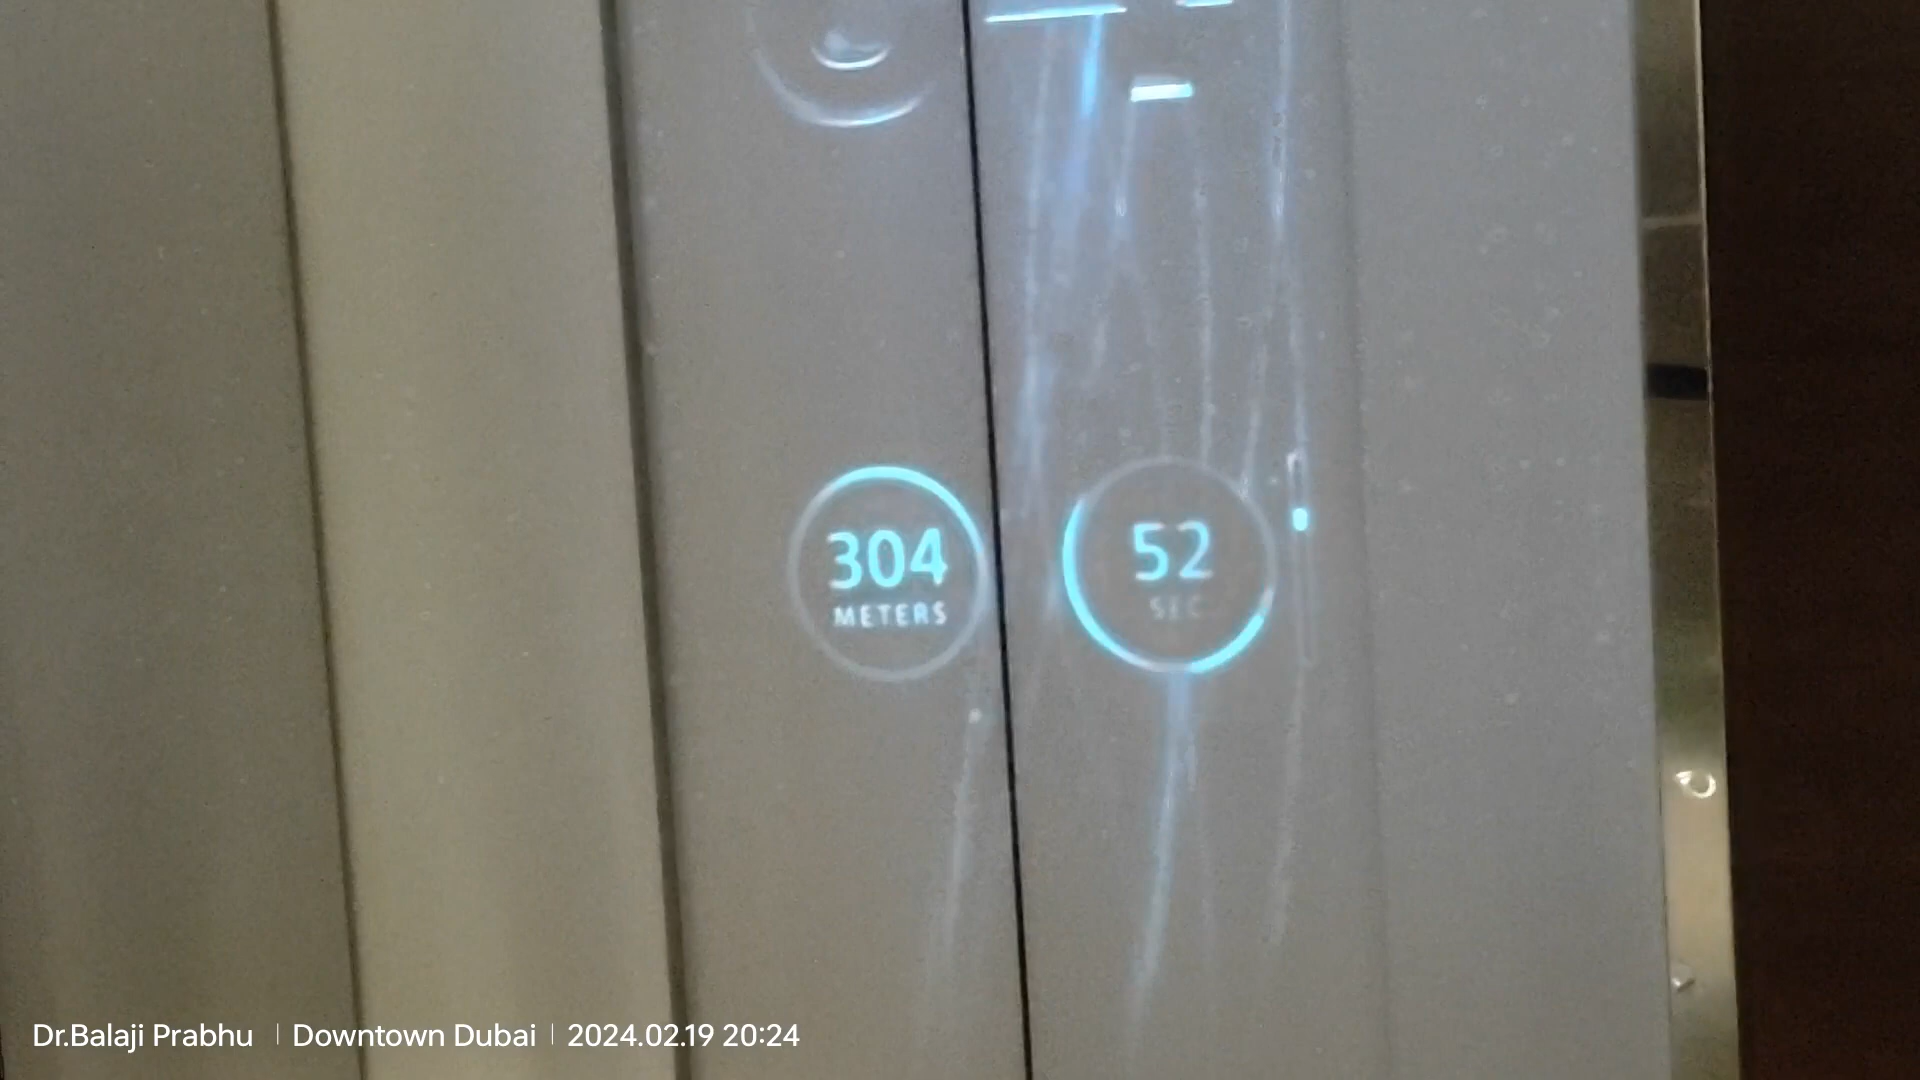 304
METERS
52
SEC
Dr.Balaji Prabhu | Downtown Dubai | 2024.02.19 20:24